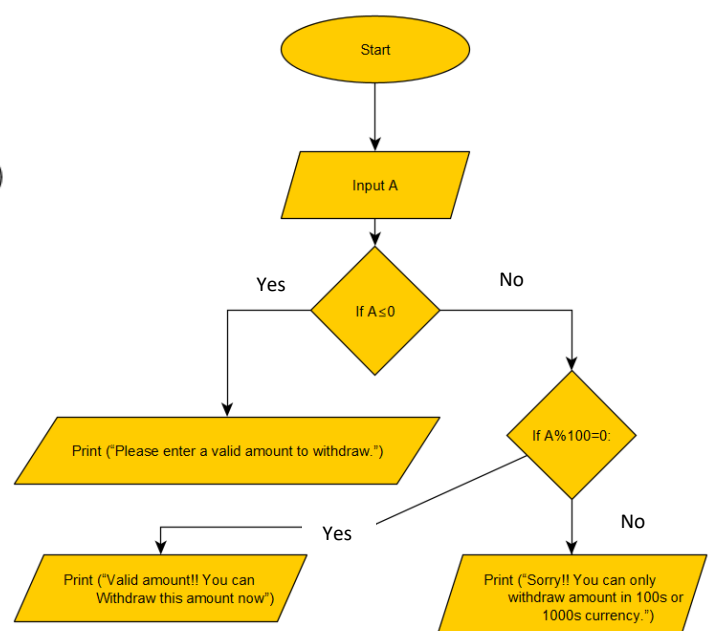 Start
Input A
Yes
No
If A≤0
Print (“Please enter a valid amount to withdraw.”)
If A%100=0:
Yes
No
Print (“Valid amount!! You can
Withdraw this amount now”)
Print (“Sorry!! You can only
withdraw amount in 100s or
1000s currency.”)